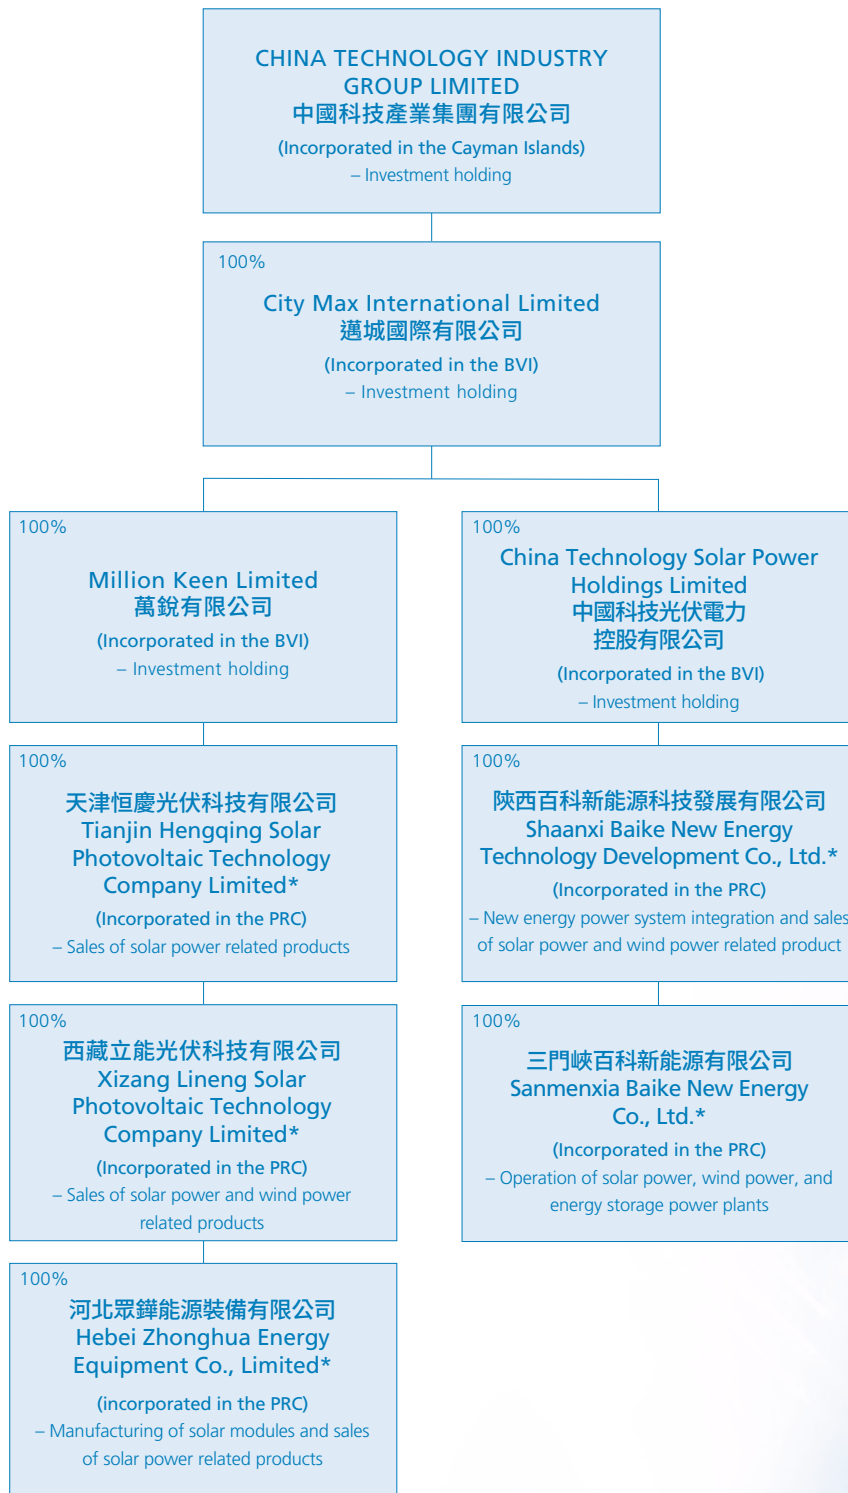 CHINA TECHNOLOGY INDUSTRY
GROUP LIMITED
中國科技產業集團有限公司
(Incorporated in the Cayman Islands)
– Investment holding
100%
City Max International Limited
邁城國際有限公司
(Incorporated in the BVI)
– Investment holding
100%
Million Keen Limited
萬銳有限公司
(Incorporated in the BVI)
– Investment holding
100%
China Technology Solar Power
Holdings Limited
中國科技光伏電力
控股有限公司
(Incorporated in the BVI)
– Investment holding
100%
天津恒慶光伏科技有限公司
Tianjin Hengqing Solar
Photovoltaic Technology
Company Limited*
(Incorporated in the PRC)
– Sales of solar power related products
100%
陝西百科新能源科技發展有限公司
Shaanxi Baike New Energy
Technology Development Co., Ltd.*
(Incorporated in the PRC)
– New energy power system integration and sales
of solar power and wind power related product
100%
西藏立能光伏科技有限公司
Xizang Lineng Solar
Photovoltaic Technology
Company Limited*
(Incorporated in the PRC)
– Sales of solar power and wind power
related products
100%
三門峽百科新能源有限公司
Sanmenxia Baike New Energy
Co., Ltd.*
(Incorporated in the PRC)
– Operation of solar power, wind power, and
energy storage power plants
100%
河北眾鏵能源裝備有限公司
Hebei Zhonghua Energy
Equipment Co., Limited*
(incorporated in the PRC)
– Manufacturing of solar modules and sales
of solar power related products